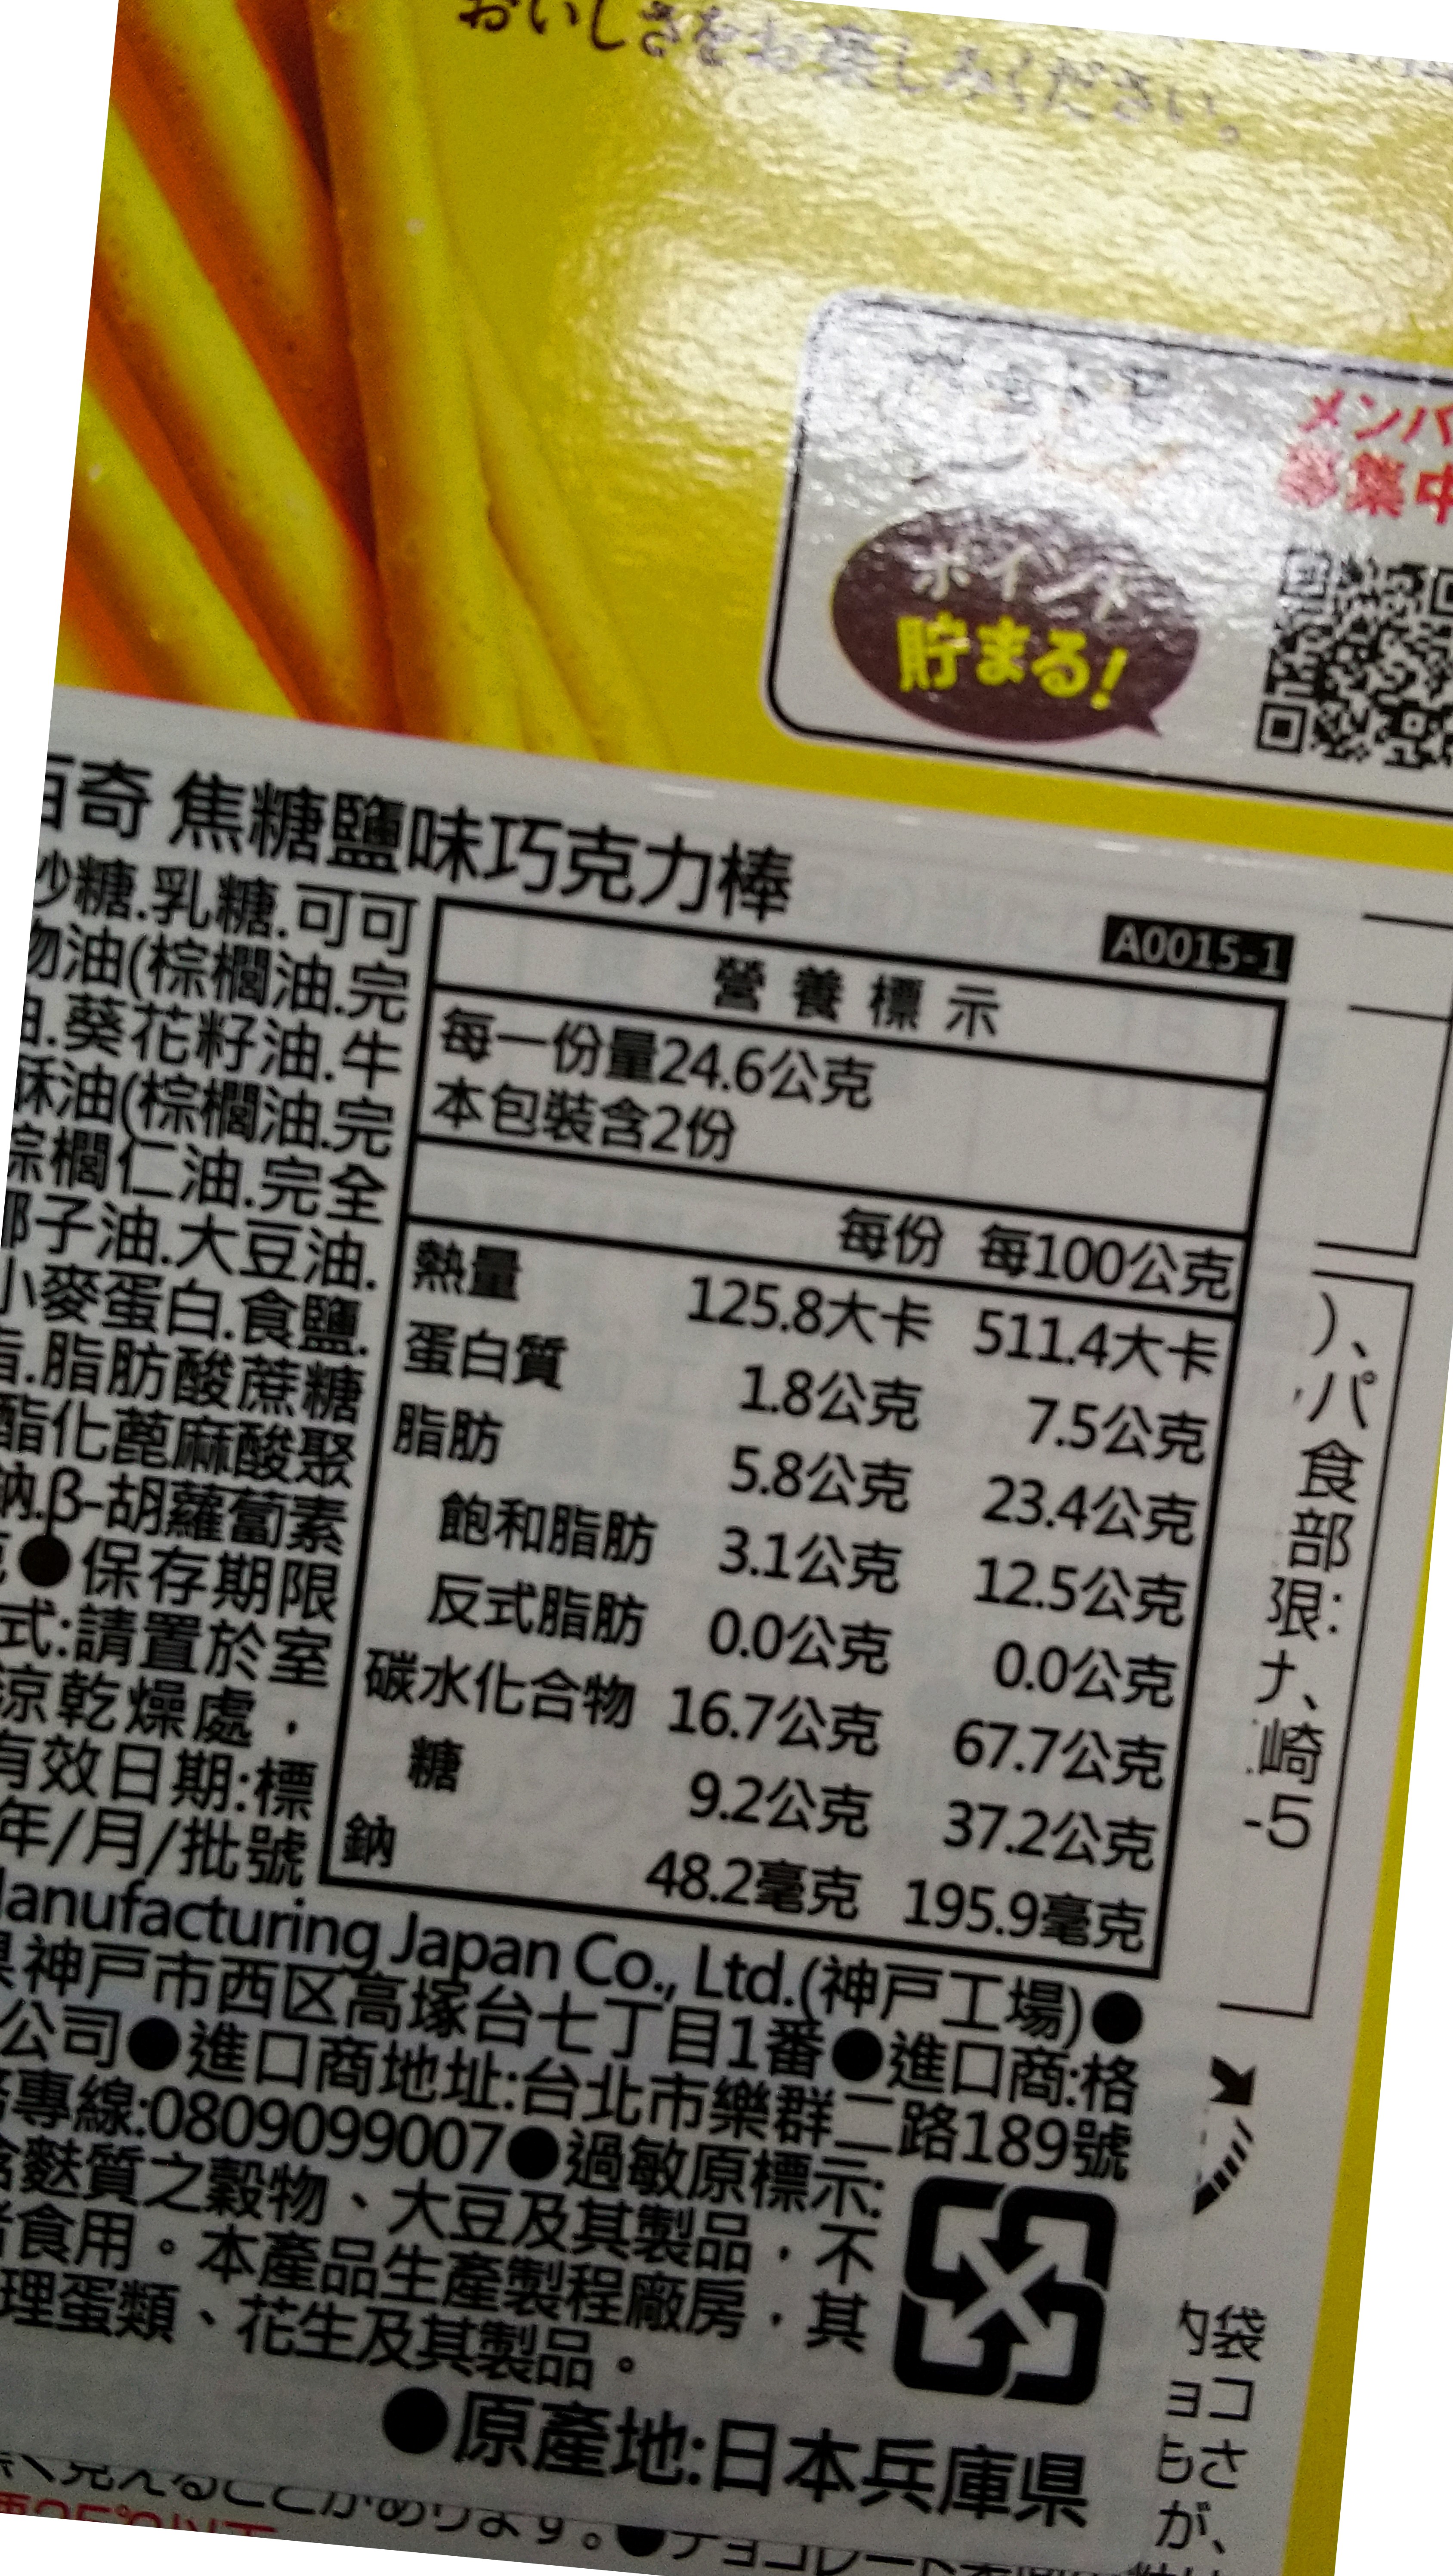 おいしさをお楽しみください。
メンバ
募集中
ポイント
貯まる!
百奇 焦糖鹽味巧克力棒
A0015-1
砂糖.乳糖.可可
物油(棕櫚油.完
油.葵花籽油.牛
酥油(棕櫚油.完
棕櫚仁油.完全
椰子油.大豆油.
小麥蛋白.食鹽.
脂.脂肪酸蔗糖
酯化蓖麻酸聚
鈉.β-胡蘿蔔素
克●保存期限
式:請置於室
涼乾燥處,
有效日期:標
年/月/批號
營養標示
每一份量24.6公克
本包裝含2份
每份 每100公克
熱量 125.8大卡 511.4大卡
蛋白質 1.8公克 7.5公克
脂肪 5.8公克 23.4公克
飽和脂肪 3.1公克 12.5公克
反式脂肪 0.0公克 0.0公克
碳水化合物 16.7公克 67.7公克
糖 9.2公克 37.2公克
鈉 48.2毫克 195.9毫克
)、
パ
食
部
限:
ナ、
崎
-5
Manufacturing Japan Co., Ltd.(神戸工場)●
県神戸市西区高塚台七丁目1番●進口商:格
公司●進口商地址:台北市樂群二路189號
務專線:0809099007●過敏原標示:
含麩質之穀物、大豆及其製品,不
者食用。本產品生產製程廠房,其
理蛋類、花生及其製品。
●原產地:日本兵庫県
内袋
ョコ
もさ
が、
く見えることがあります。●チョコレート